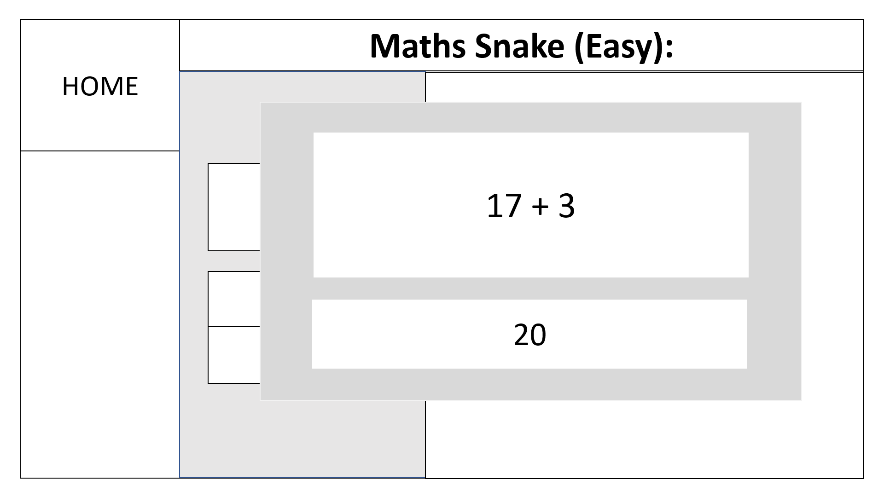 Maths Snake (Easy):
HOME
17 + 3
20